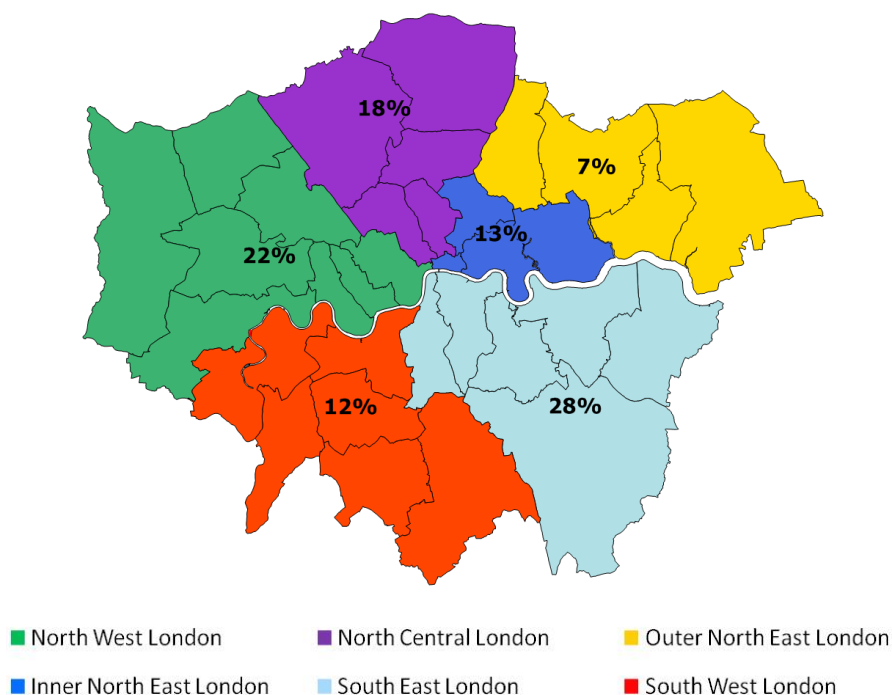 18%
7%
13%
22%
12%
28%
North West London
North Central London
Outer North East London
Inner North East London
South East London
South West London